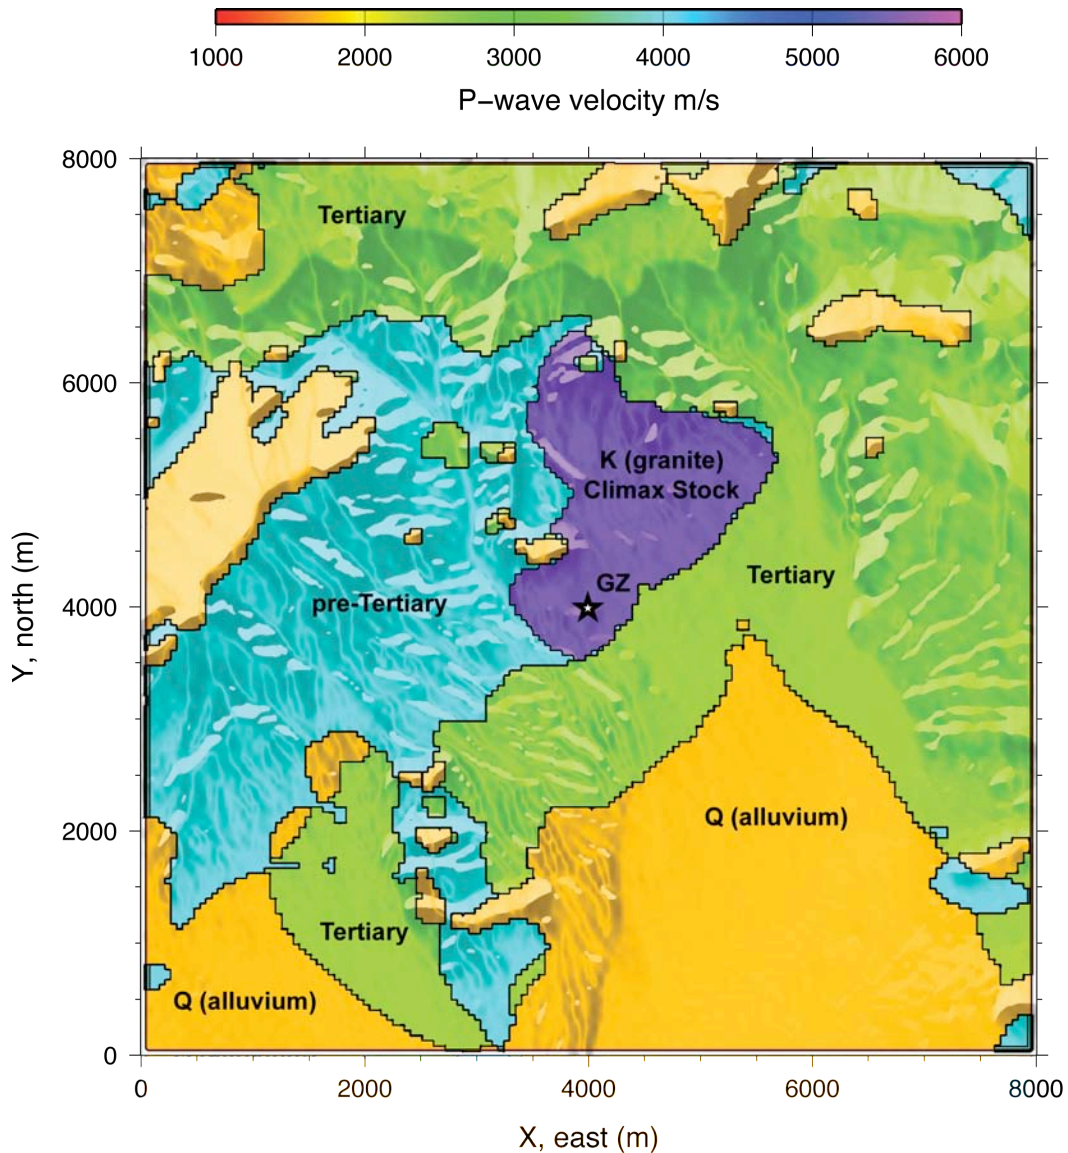 1000 2000 3000 4000 5000 6000
P−wave velocity m/s
8000
Tertiary
6000
K (granite)
Climax Stock
GZ
Tertiary
4000
pre-Tertiary
Y, north (m)
2000
Q (alluvium)
Tertiary
Q (alluvium)
0
0 2000 4000 6000 8000
X, east (m)